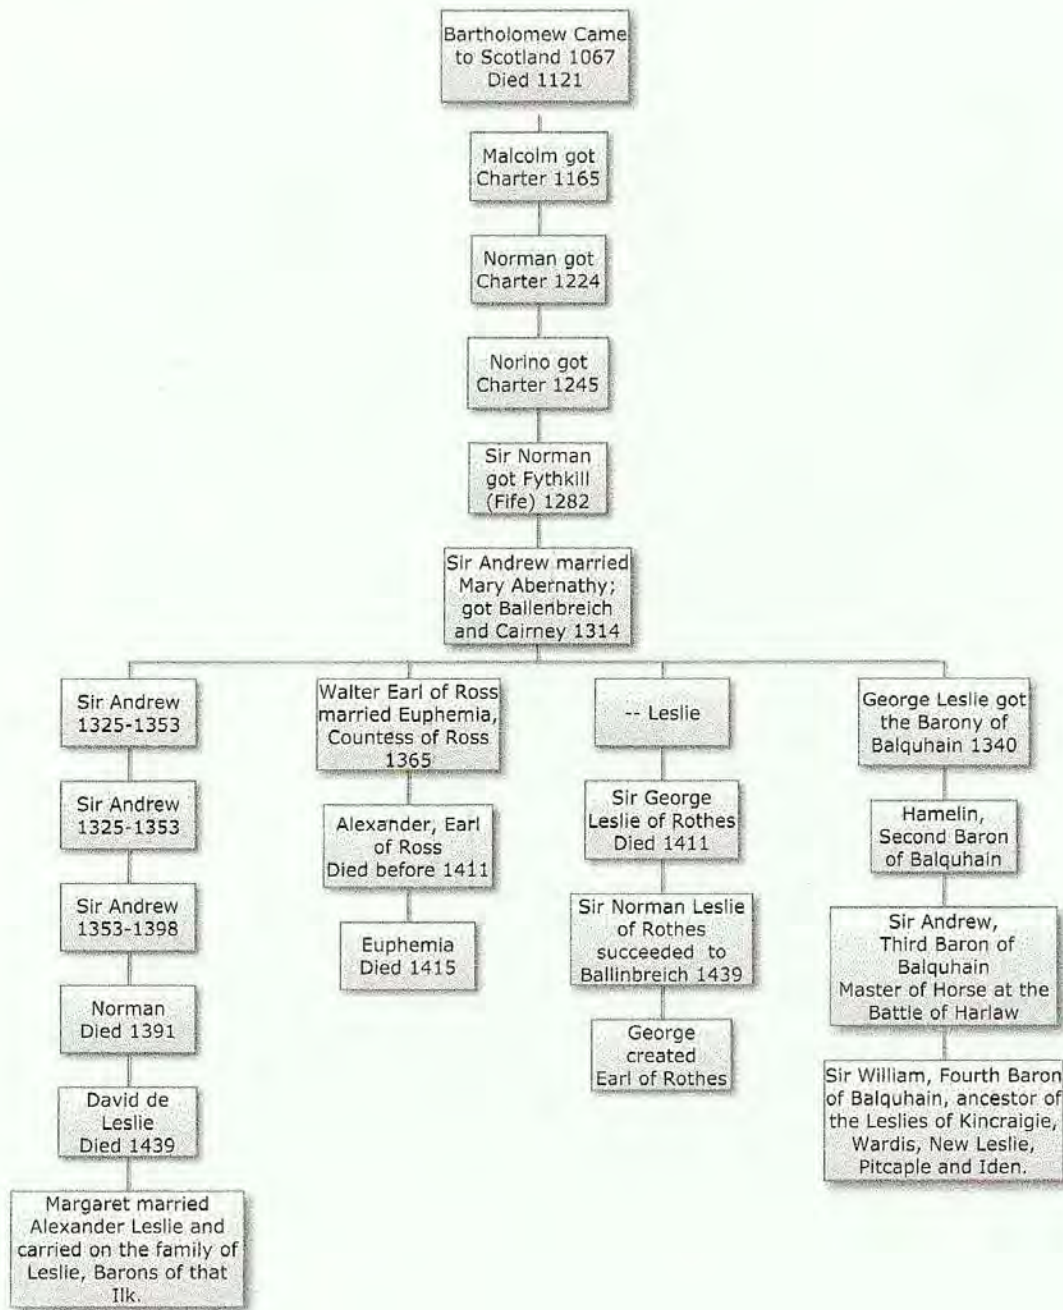 Bartholomew Came
to Scotland 1067
Died 1121
Malcolm got
Charter 1165
Norman got
Charter 1224
Norino got
Charter 1245
Sir Norman
got Fythkill
(Fife) 1282
Sir Andrew married
Mary Abernathy;
got Ballenbreich
and Cairney 1314
Sir Andrew
1325-1353
Sir Andrew
1325-1353
Sir Andrew
1353-1398
Norman
Died 1391
David de
Leslie
Died 1439
Margaret married
Alexander Leslie and
carried on the family of
Leslie, Barons of that
Ilk.
Walter Earl of Ross
married Euphemia,
Countess of Ross
1365
Alexander, Earl
of Ross
Died before 1411
Euphemia
Died 1415
-- Leslie
Sir George
Leslie of Rothes
Died 1411
Sir Norman Leslie
of Rothes
succeeded to
Ballinbreich 1439
George
created
Earl of Rothes
George Leslie got
the Barony of
Balquhain 1340
Hamelin,
Second Baron
of Balquhain
Sir Andrew,
Third Baron of
Balquhain
Master of Horse at the
Battle of Harlaw
Sir William, Fourth Baron
of Balquhain, ancestor of
the Leslies of Kincraigie,
Wardis, New Leslie,
Pitcaple and Iden.